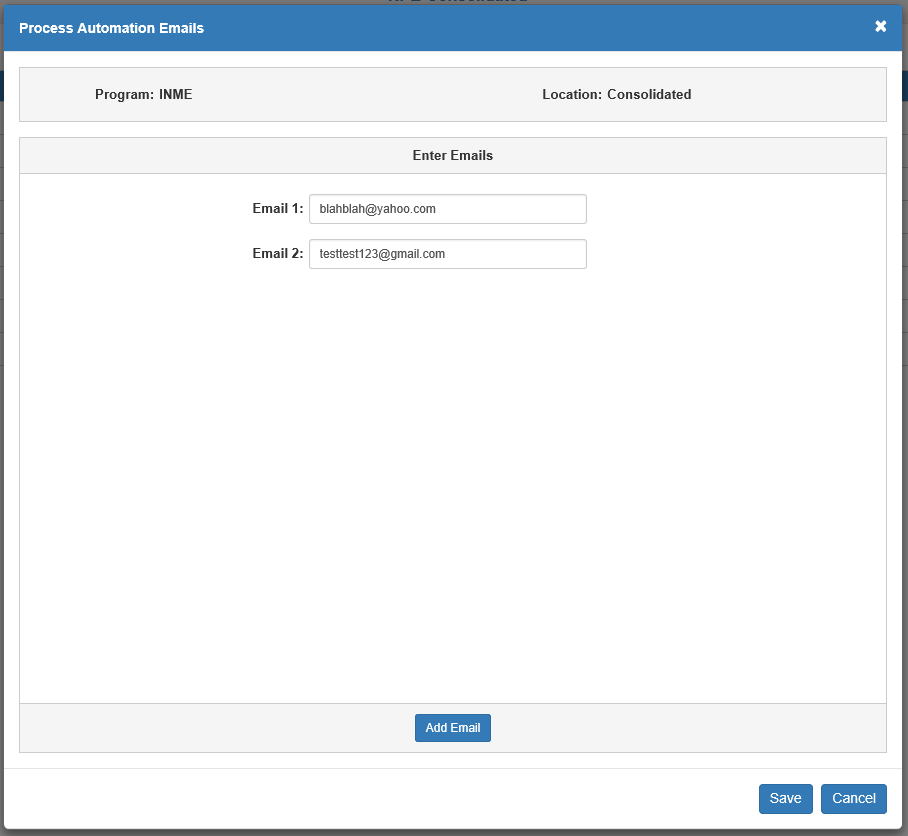 Process Automation Emails ×
Program: INME Location: Consolidated
Enter Emails
Email 1: blahblah@yahoo.com
Email 2: testtest123@gmail.com
Add Email
Save Cancel